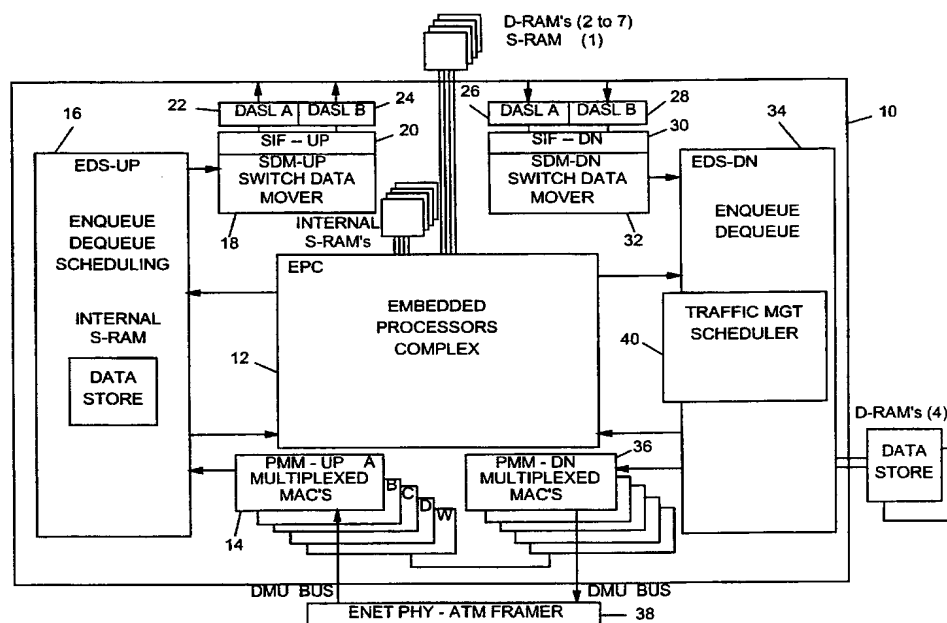 D-RAM's (2 to 7)
S-RAM (1)
22
DASL A
DASL B
24
26
DASL A
DASL B
28
16
20
30
34
10
SIF – UP
SIF – DN
EDS-UP
SDM-UP
SWITCH DATA
MOVER
SDM-DN
SWITCH DATA
MOVER
EDS-DN
18
32
ENQUEUE
DEQUEUE
SCHEDULING
INTERNAL
S-RAM's
ENQUEUE
DEQUEUE
EPC
EMBEDDED
PROCESSORS
COMPLEX
12
INTERNAL
S-RAM
DATA
STORE
TRAFFIC MGT
SCHEDULER
40
D-RAM's (4)
DATA
STORE
PMM - UP A
MULTIPLEXED
MAC'S
B
C
D
W
14
PMM - DN
MULTIPLEXED
MAC'S
36
DMU BUS
DMU BUS
ENET PHY - ATM FRAMER
38